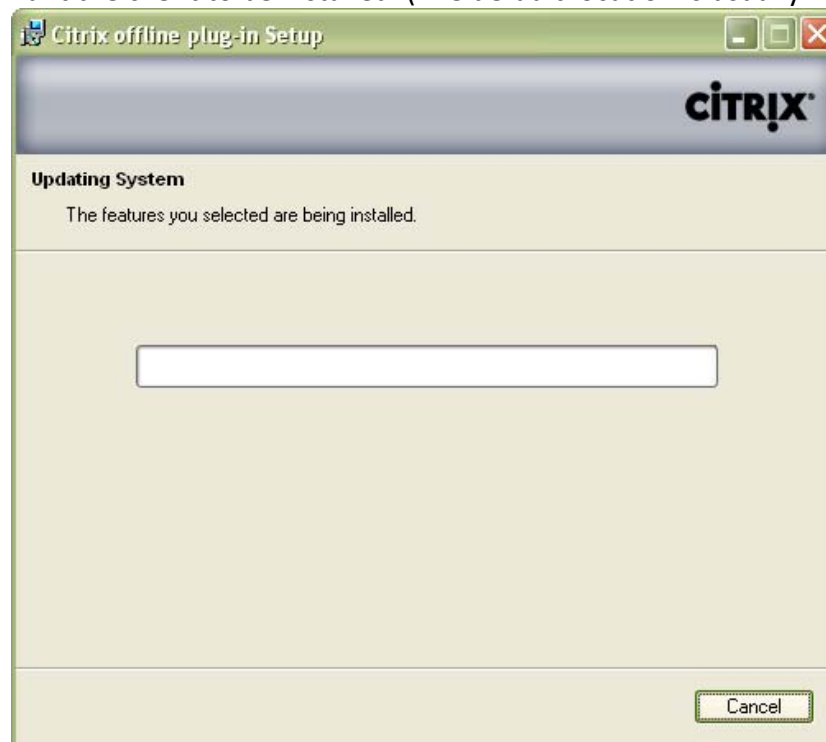 Citrix offline plug-in Setup
CITRIX
Updating System
The features you selected are being installed.
Cancel